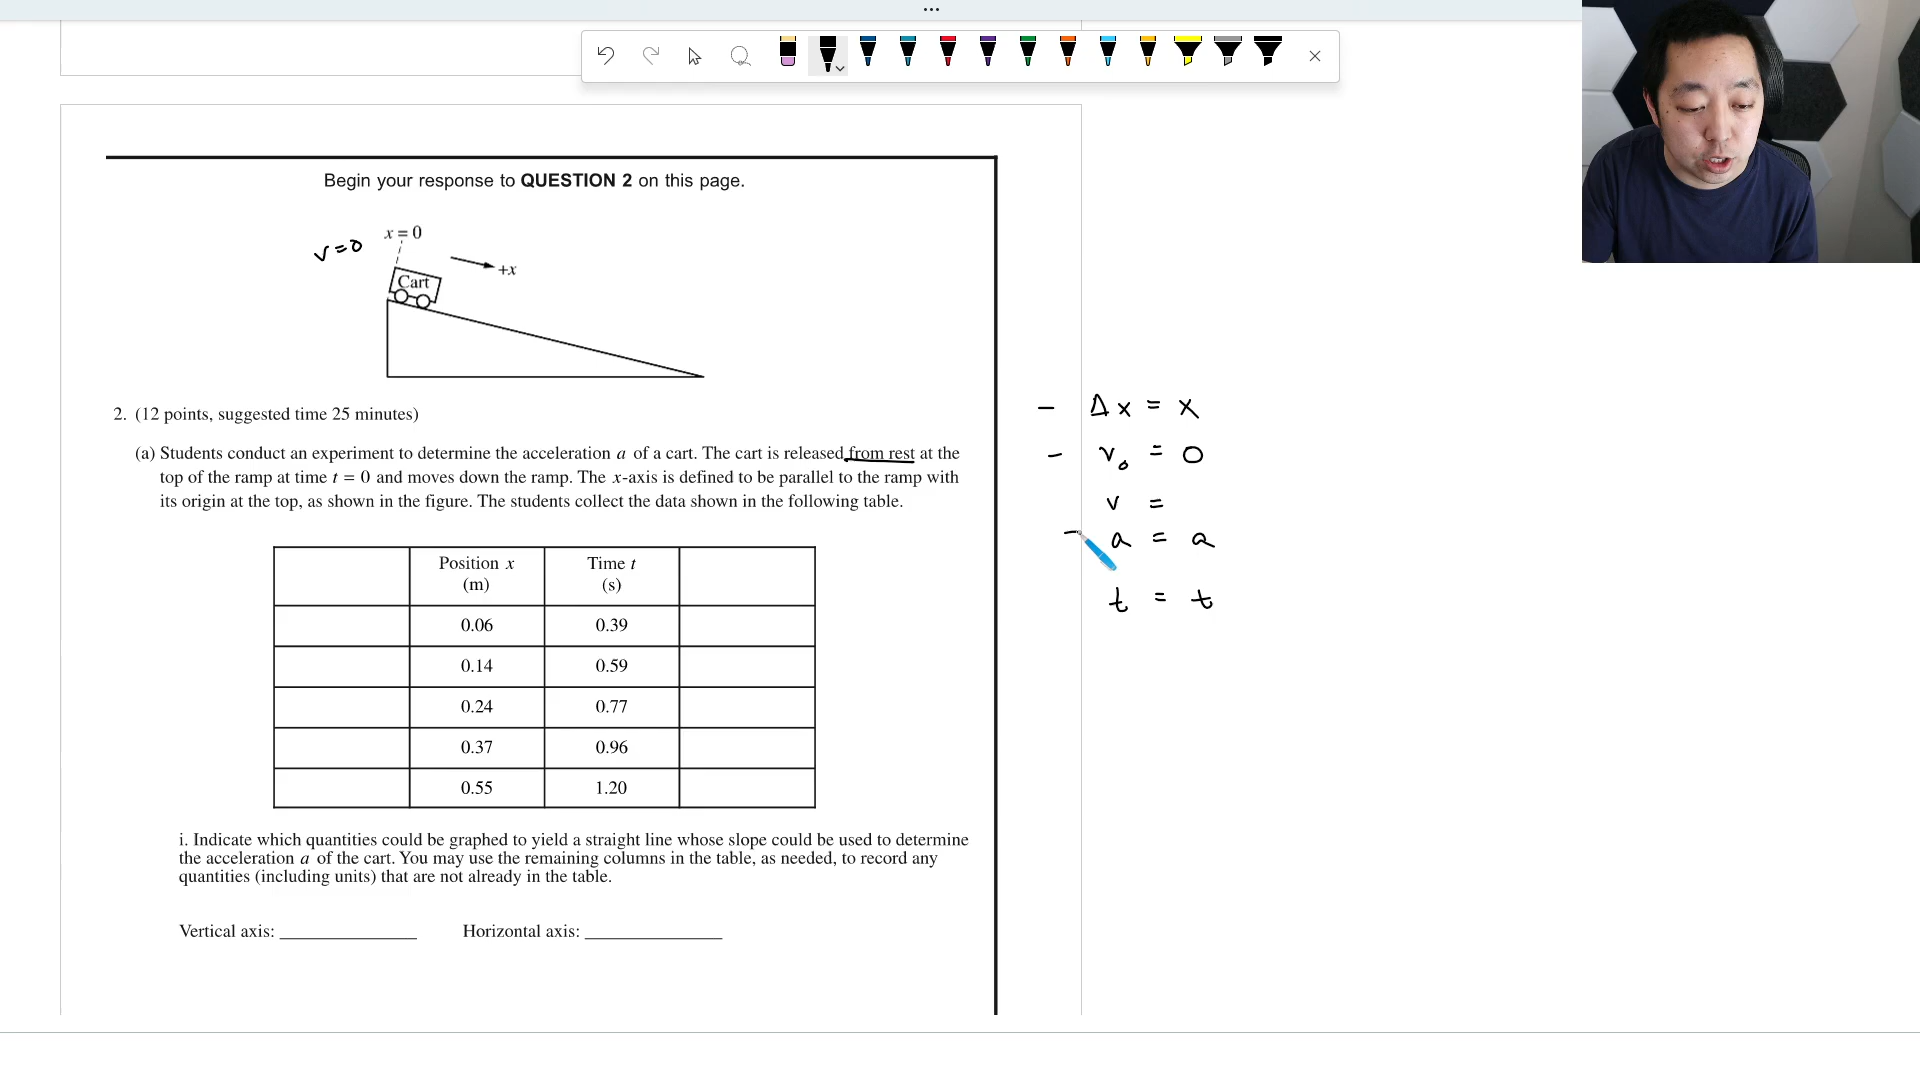 ...
Begin your response to QUESTION 2 on this page.
x = 0
v=0
+x
Cart
2. (12 points, suggested time 25 minutes)
(a) Students conduct an experiment to determine the acceleration a of a cart. The cart is released from rest at the
top of the ramp at time t = 0 and moves down the ramp. The x-axis is defined to be parallel to the ramp with
its origin at the top, as shown in the figure. The students collect the data shown in the following table.
Position x (m) Time t (s)
0.06 0.39
0.14 0.59
0.24 0.77
0.37 0.96
0.55 1.20
i. Indicate which quantities could be graphed to yield a straight line whose slope could be used to determine
the acceleration a of the cart. You may use the remaining columns in the table, as needed, to record any
quantities (including units) that are not already in the table.
Vertical axis: _______________ Horizontal axis: _______________
- Δx = x
- v₀ = 0
v =
- a = a
t = t